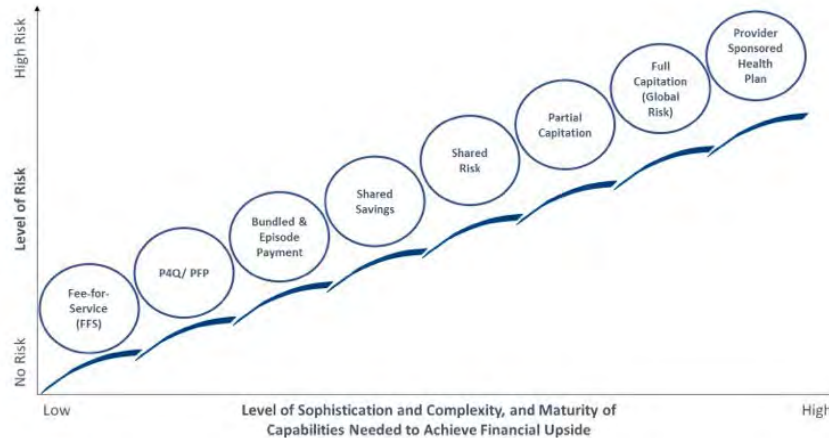 High Risk
Level of Risk
No Risk
Fee-for-
Service
(FFS)
P4Q/ PFP
Bundled &
Episode
Payment
Shared
Savings
Shared
Risk
Partial
Capitation
Full
Capitation
(Global
Risk)
Provider
Sponsored
Health
Plan
Low
Level of Sophistication and Complexity, and Maturity of
Capabilities Needed to Achieve Financial Upside
High